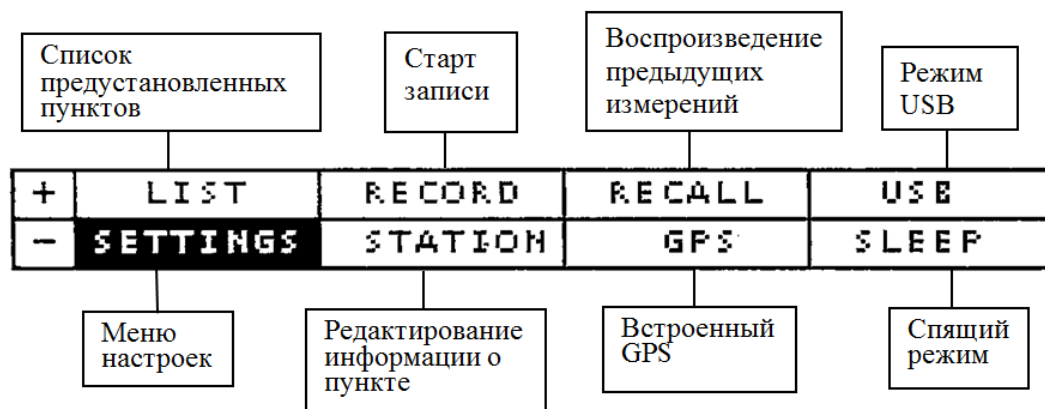 Список
предустановленных
пунктов
Старт
записи
Воспроизведение
предыдущих
измерений
Режим
USB
+ LIST RECORD RECALL USB
- SETTINGS STATION GPS SLEEP
Меню
настроек
Редактирование
информации о
пункте
Встроенный
GPS
Спящий
режим